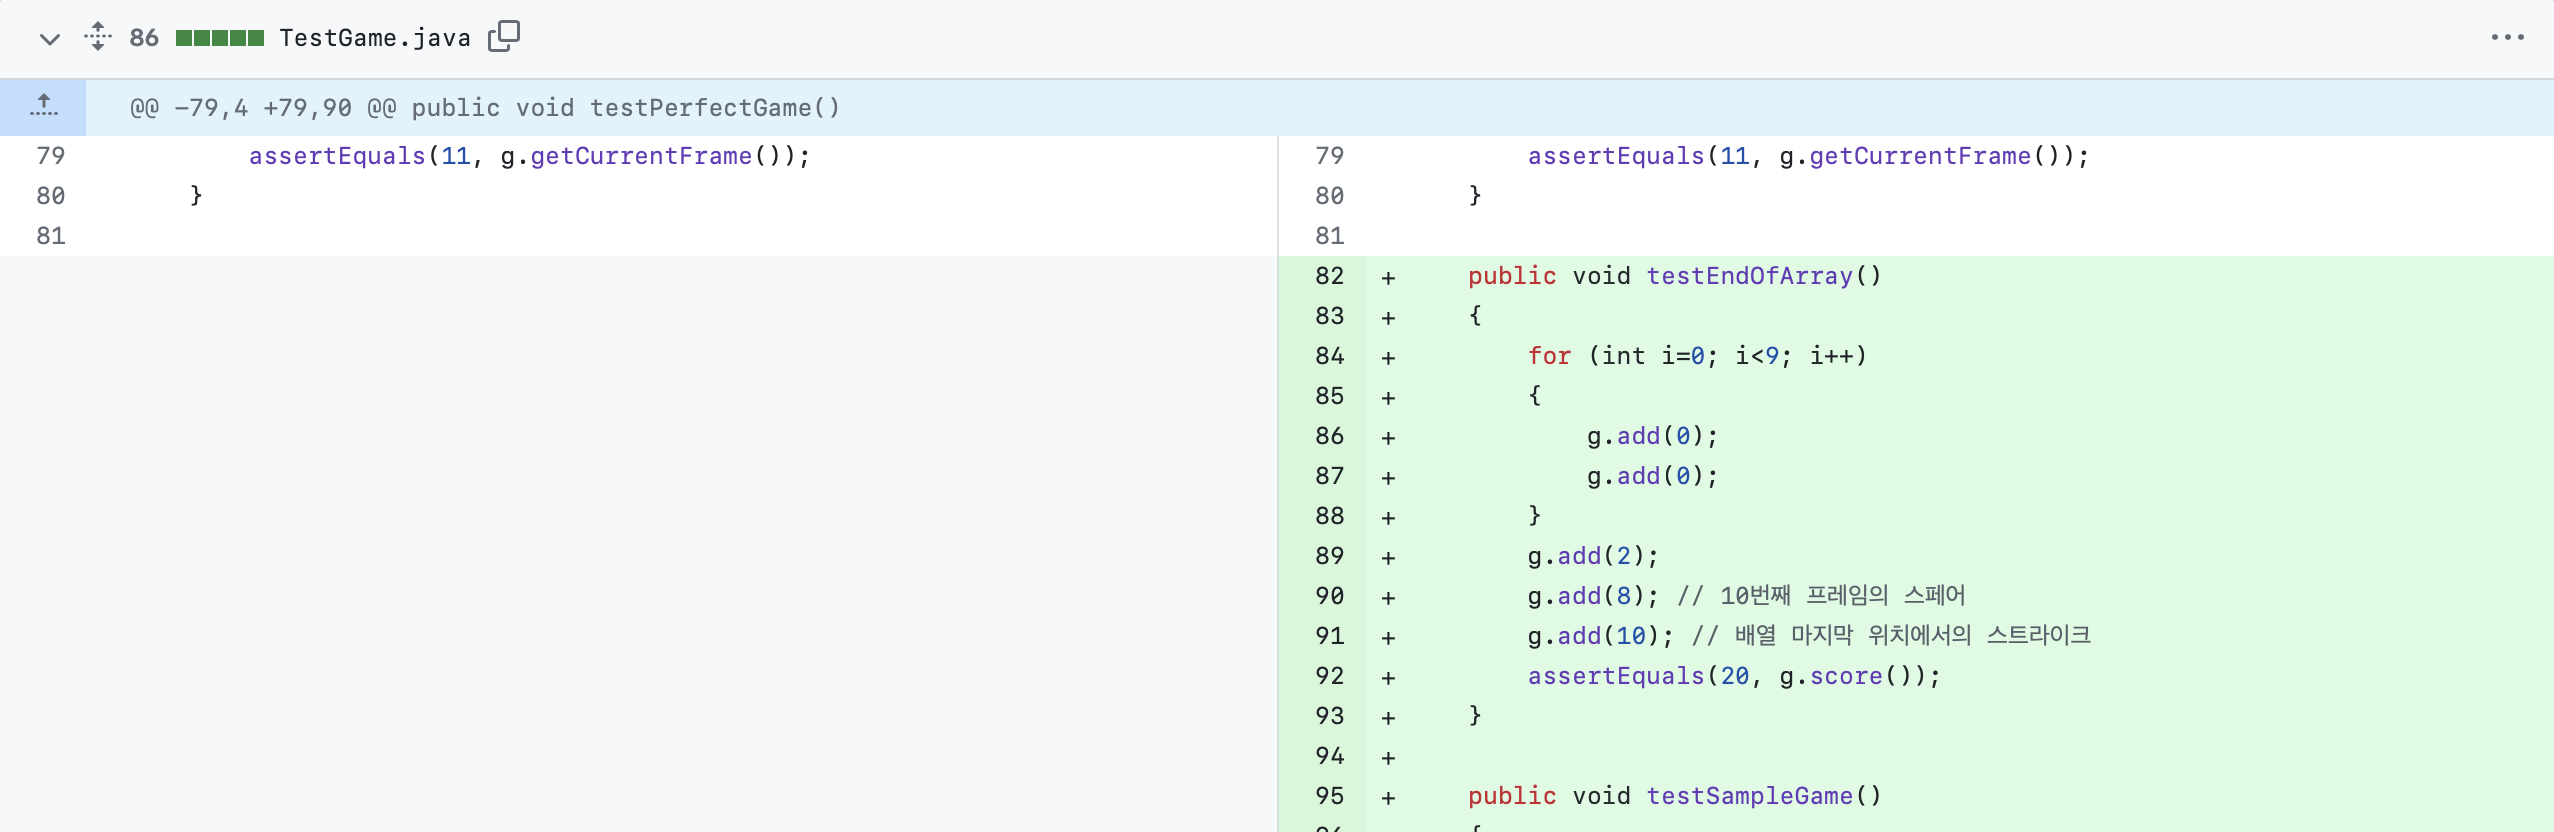 86 TestGame.java
@@ -79,4 +79,90 @@ public void testPerfectGame()
79 assertEquals(11, g.getCurrentFrame());
80 }
81
79 assertEquals(11, g.getCurrentFrame());
80 }
81
82 + public void testEndOfArray()
83 + {
84 + for (int i=0; i<9; i++)
85 + {
86 + g.add(0);
87 + g.add(0);
88 + }
89 + g.add(2);
90 + g.add(8); // 10번째 프레임의 스페어
91 + g.add(10); // 배열 마지막 위치에서의 스트라이크
92 + assertEquals(20, g.score());
93 + }
94 +
95 + public void testSampleGame()